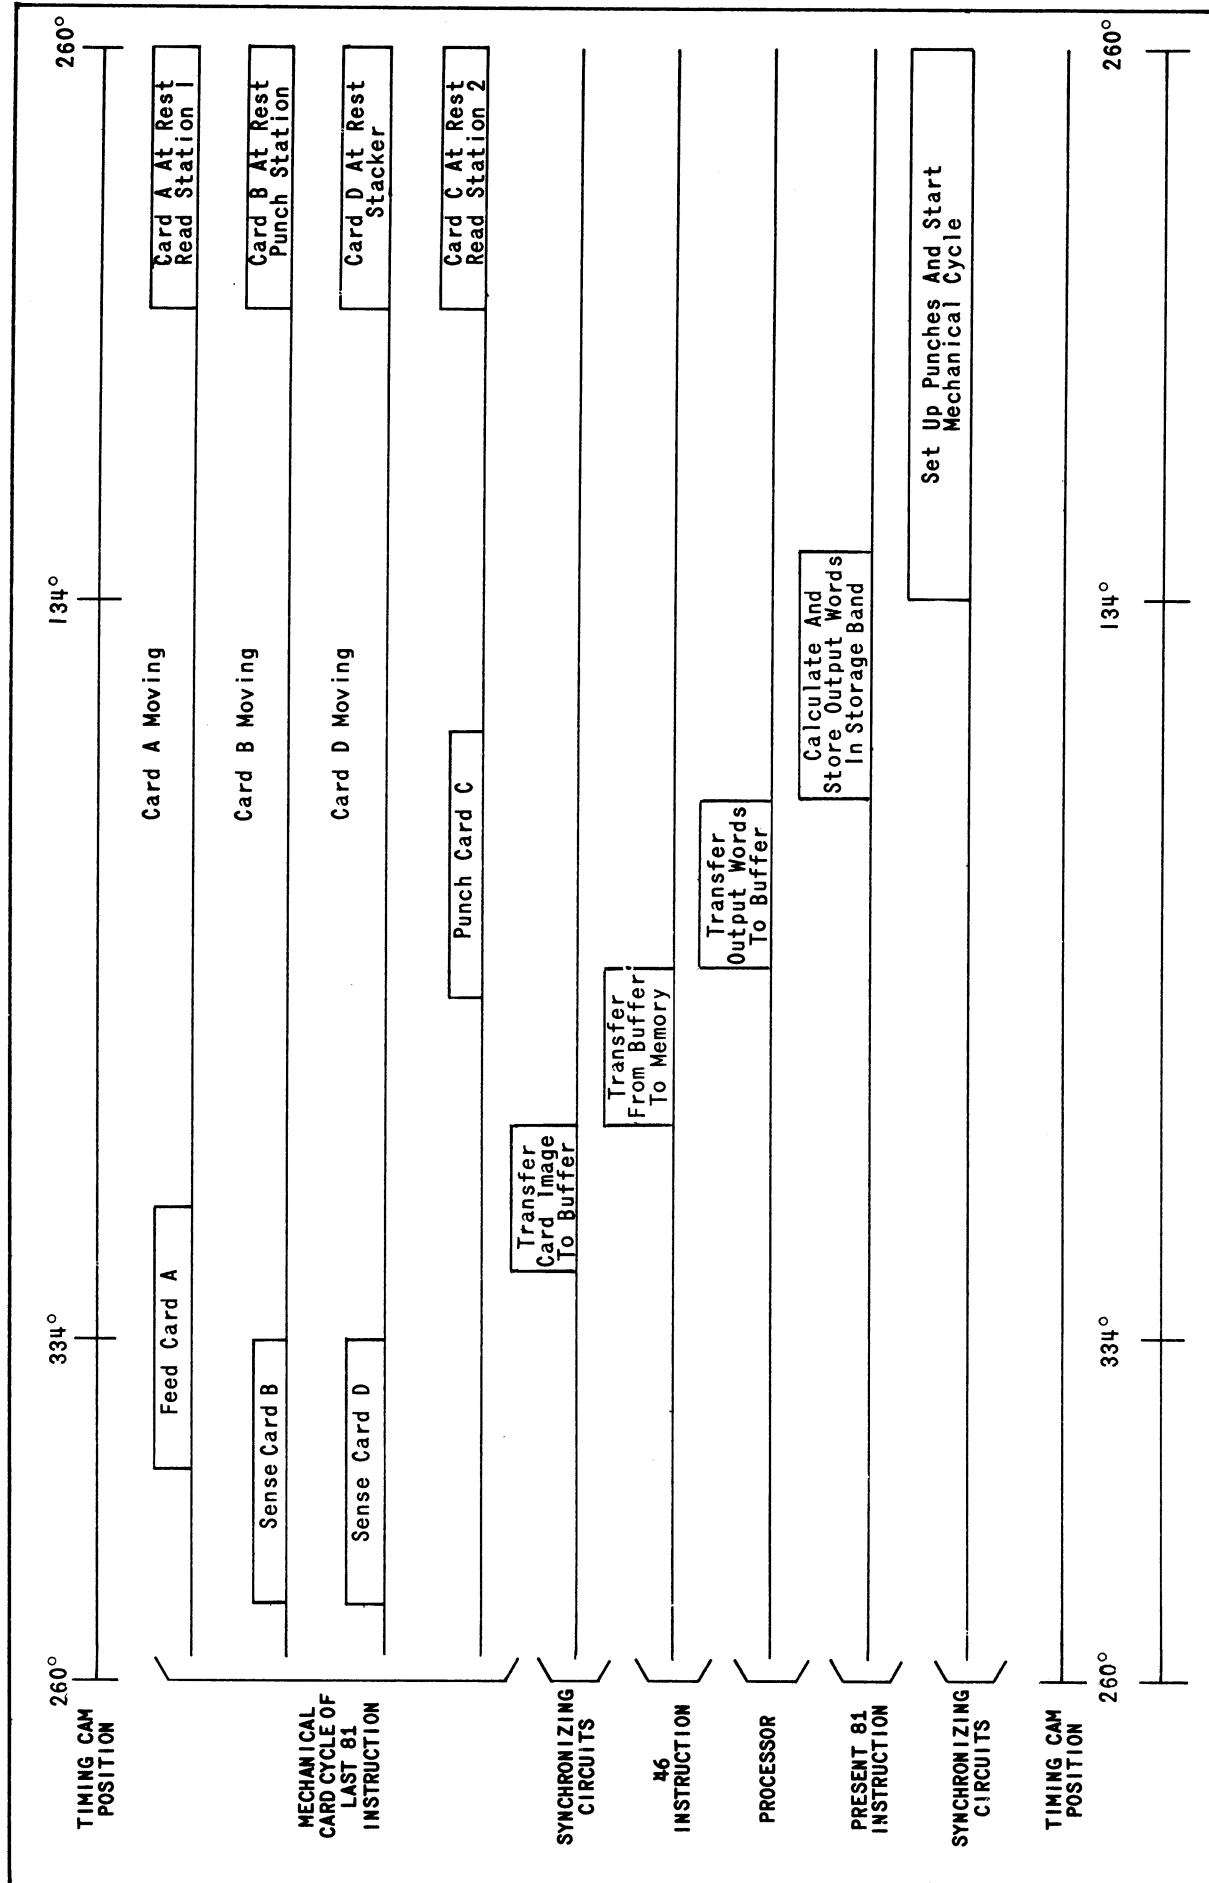 TIMING CAM
POSITION
260°
334°
134°
260°
MECHANICAL
CARD CYCLE OF
LAST 81
INSTRUCTION
Feed Card A
Card A Moving
Card A At Rest
Read Station 1
Sense Card B
Card B Moving
Card B At Rest
Punch Station
Sense Card D
Card D Moving
Card D At Rest
Stacker
Punch Card C
Card C At Rest
Read Station 2
SYNCHRONIZING
CIRCUITS
Transfer
Card Image
To Buffer
46
INSTRUCTION
Transfer
From Buffer
To Memory
PROCESSOR
Transfer
Output Words
To Buffer
PRESENT 81
INSTRUCTION
Calculate And
Store Output Words
In Storage Band
SYNCHRONIZING
CIRCUITS
Set Up Punches And Start
Mechanical Cycle
TIMING CAM
POSITION
260°
334°
134°
260°